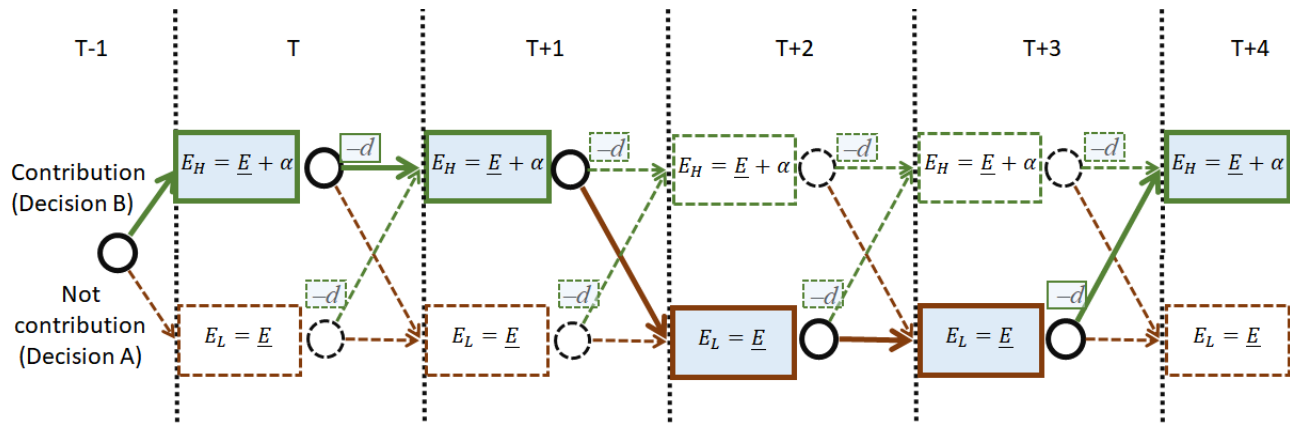 T-1
T
T+1
T+2
T+3
T+4
Contribution
(Decision B)
Not
contribution
(Decision A)
E_H = E̲ + α
–d
E_H = E̲ + α
–d
E_H = E̲ + α
–d
E_H = E̲ + α
–d
E_H = E̲ + α
E_L = E̲
–d
E_L = E̲
–d
E_L = E̲
–d
E_L = E̲
–d
E_L = E̲